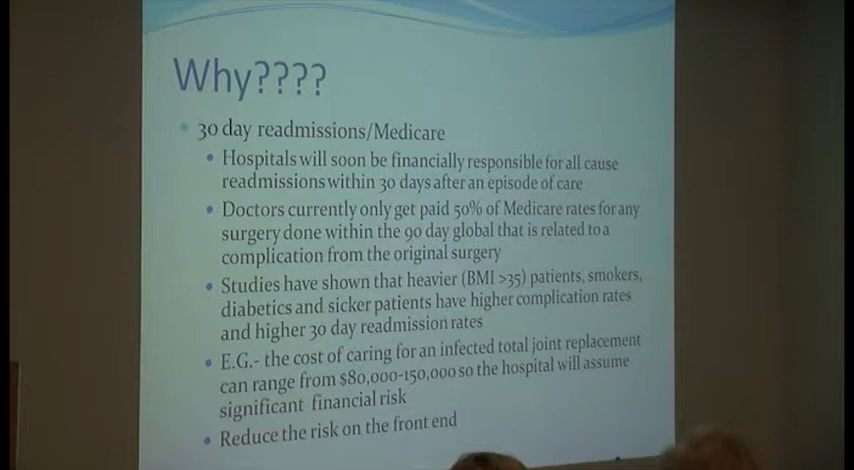 Why????
30 day readmissions/Medicare
Hospitals will soon be financially responsible for all cause
readmissions within 30 days after an episode of care
Doctors currently only get paid 50% of Medicare rates for any
surgery done within the 90 day global that is related to a
complication from the original surgery
Studies have shown that heavier (BMI >35) patients, smokers,
diabetics and sicker patients have higher complication rates
and higher 30 day readmission rates
E.G.- the cost of caring for an infected total joint replacement
can range from $80,000-150,000 so the hospital will assume
significant financial risk
Reduce the risk on the front end